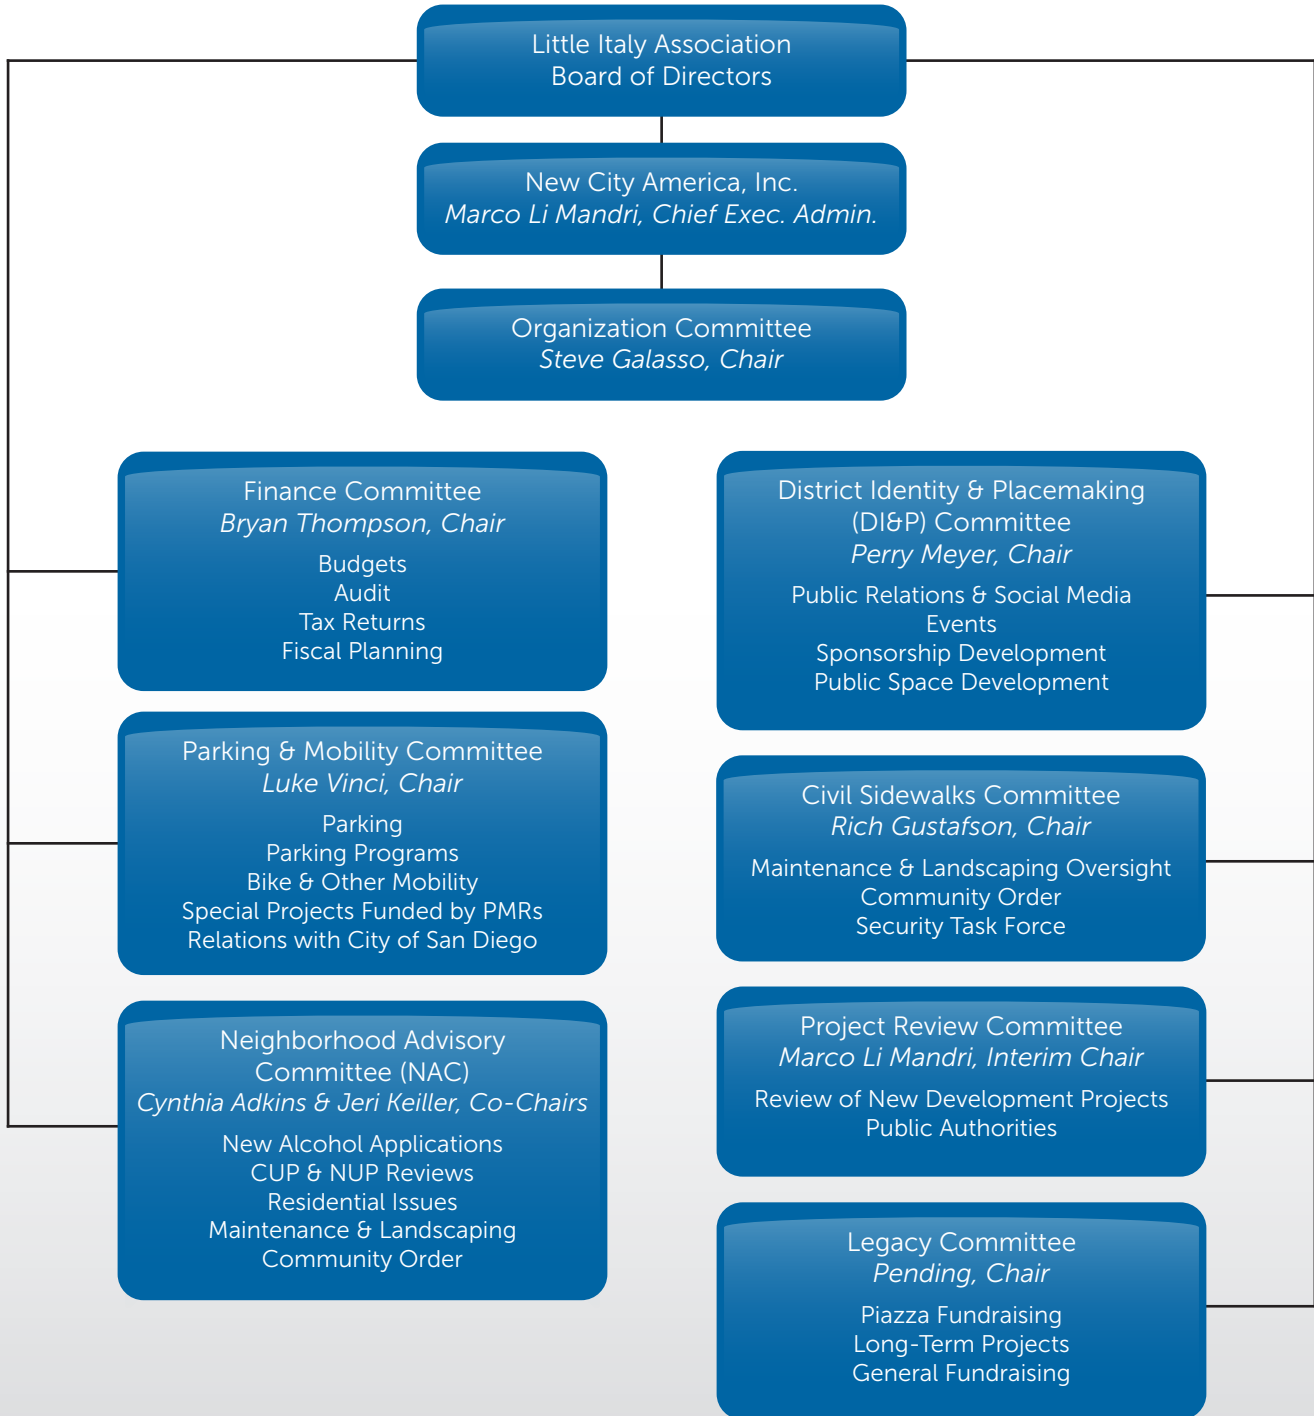 Little Italy Association
Board of Directors
New City America, Inc.
Marco Li Mandri, Chief Exec. Admin.
Organization Committee
Steve Galasso, Chair
Finance Committee
Bryan Thompson, Chair
Budgets
Audit
Tax Returns
Fiscal Planning
Parking & Mobility Committee
Luke Vinci, Chair
Parking
Parking Programs
Bike & Other Mobility
Special Projects Funded by PMRs
Relations with City of San Diego
Neighborhood Advisory
Committee (NAC)
Cynthia Adkins & Jeri Keiller, Co-Chairs
New Alcohol Applications
CUP & NUP Reviews
Residential Issues
Maintenance & Landscaping
Community Order
District Identity & Placemaking
(DI&P) Committee
Perry Meyer, Chair
Public Relations & Social Media
Events
Sponsorship Development
Public Space Development
Civil Sidewalks Committee
Rich Gustafson, Chair
Maintenance & Landscaping Oversight
Community Order
Security Task Force
Project Review Committee
Marco Li Mandri, Interim Chair
Review of New Development Projects
Public Authorities
Legacy Committee
Pending, Chair
Piazza Fundraising
Long-Term Projects
General Fundraising